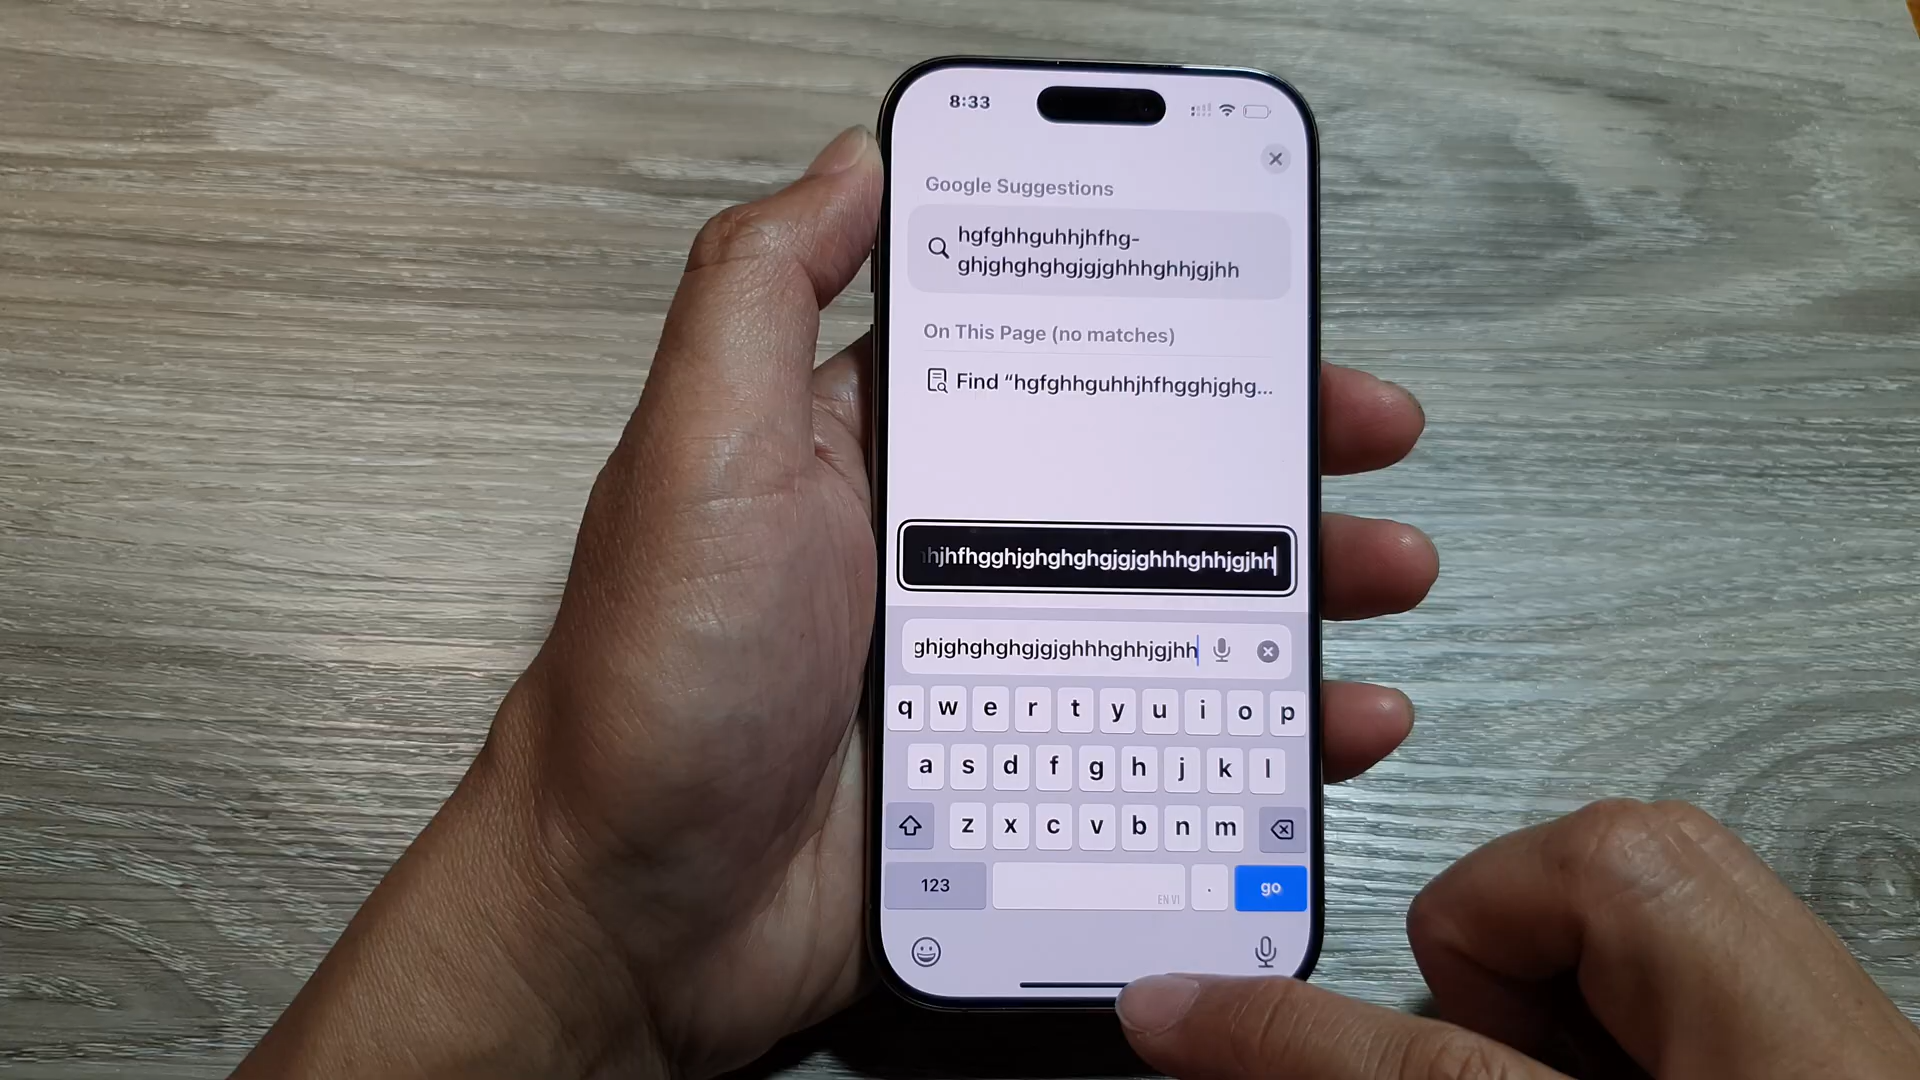 8:33
Google Suggestions
hgfghhguhhjhfhg-
ghjghghghgjgjghhhghhjgjhh
On This Page (no matches)
Find “hgfghhguhhjhfhgghjghg...
hjhfhgghjghghghgjgjghhhghhjgjhh
ghjghghghgjgjghhhghhjgjhh
q w e r t y u i o p
a s d f g h j k l
z x c v b n m
123 EN VI . go